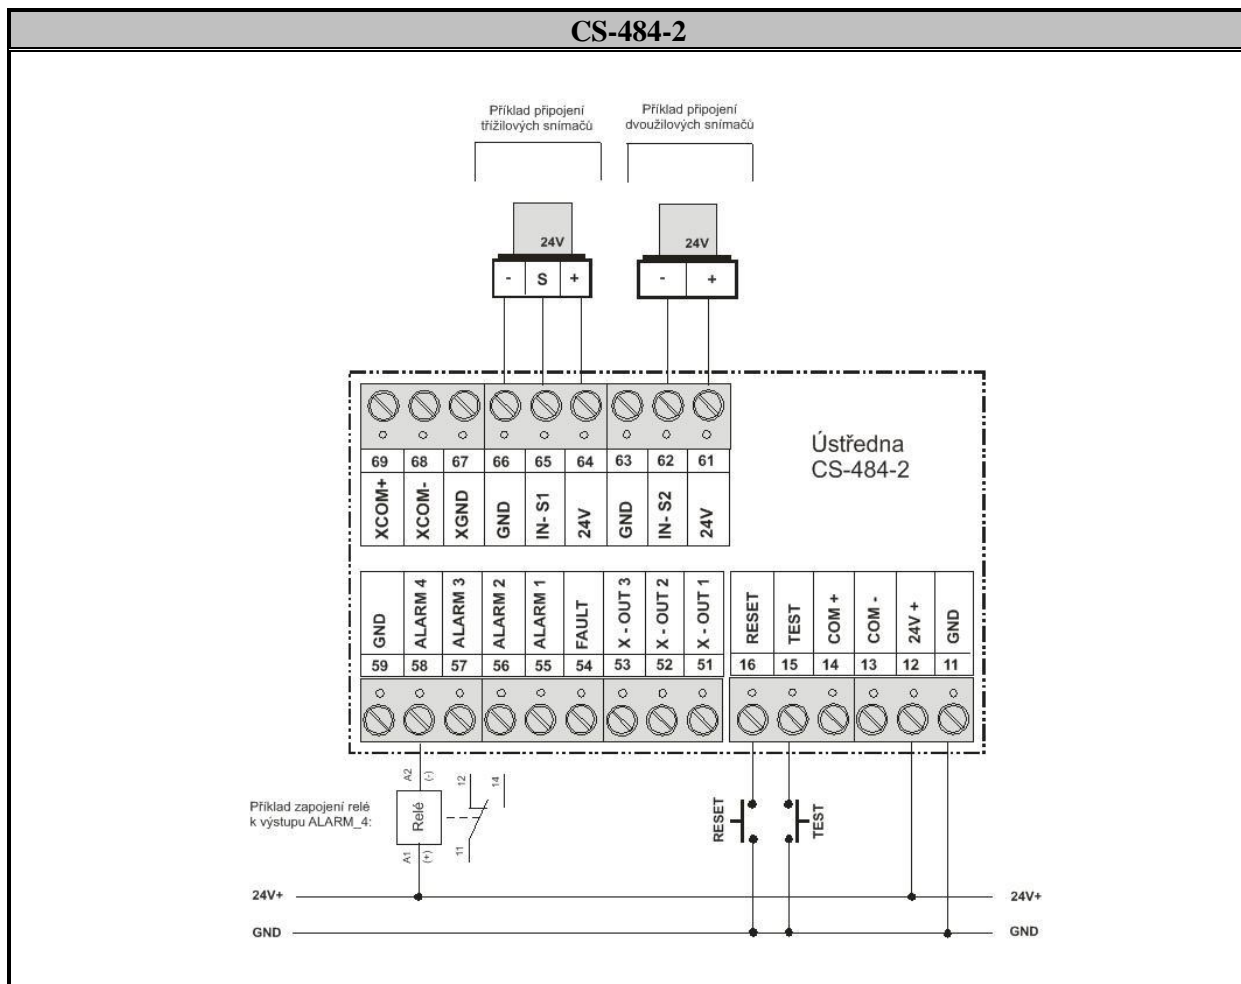 CS-484-2
Příklad připojení
třížilových snímačů
Příklad připojení
dvoužilových snímačů
24V
24V
- S +
- +
Ústředna
CS-484-2
69 68 67 66 65 64 63 62 61
XCOM+ XCOM- XGND GND IN- S1 24V GND IN- S2 24V
GND ALARM 4 ALARM 3 ALARM 2 ALARM 1 FAULT X - OUT 3 X - OUT 2 X - OUT 1
RESET TEST COM + COM - 24V + GND
59 58 57 56 55 54 53 52 51
16 15 14 13 12 11
A2 (-)
12 14
Příklad zapojení relé
k výstupu ALARM_4:
Relé
A1 (+)
11
RESET TEST
24V+ 24V+
GND GND